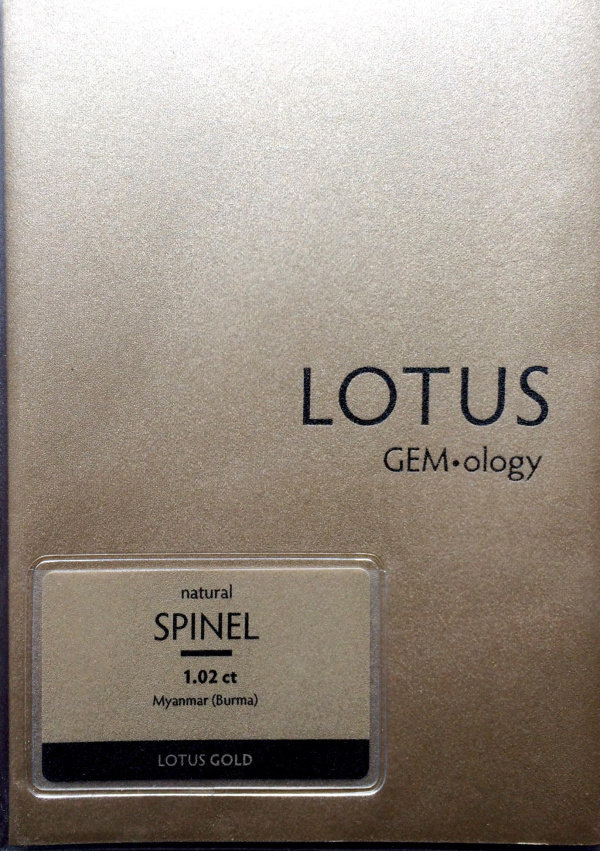 LOTUS
GEM•ology
natural
SPINEL
1.02 ct
Myanmar (Burma)
LOTUS GOLD